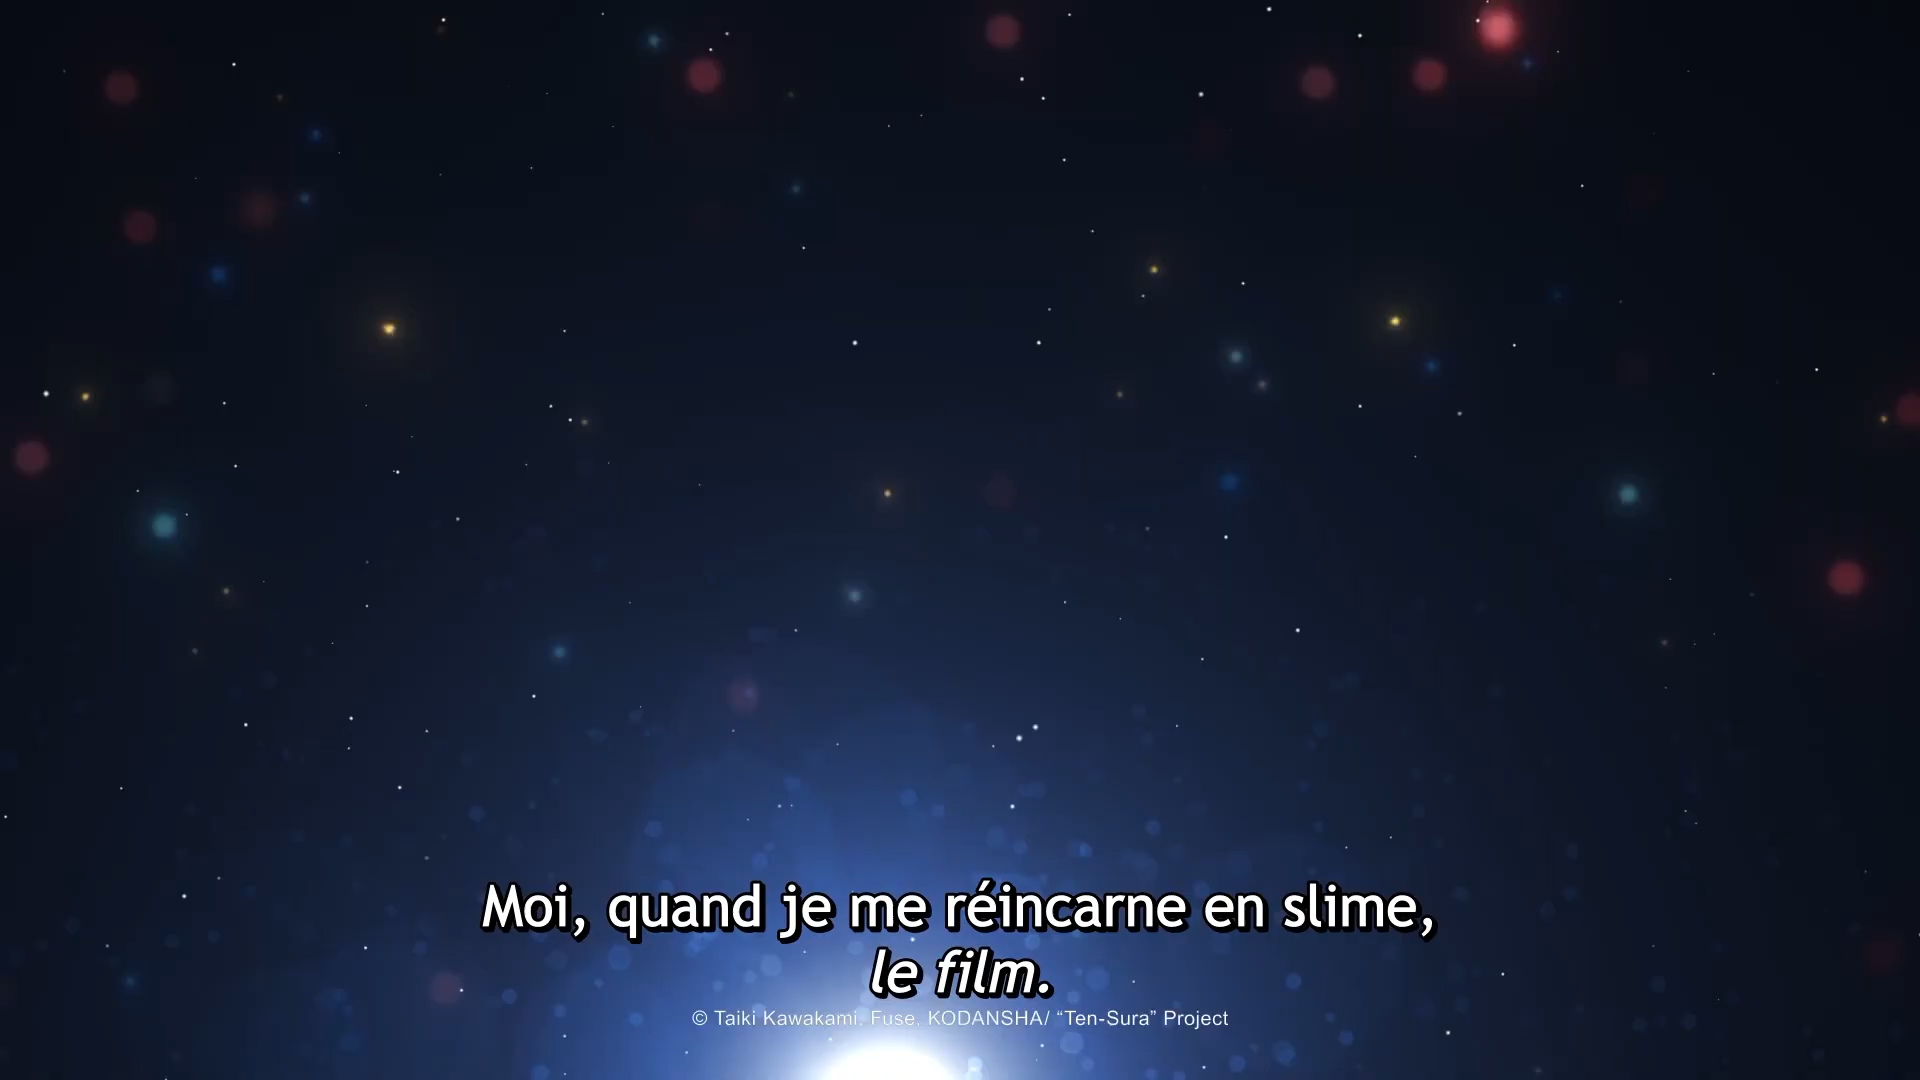 Moi, quand je me réincarne en slime,
le film.
© Taiki Kawakami, Fuse, KODANSHA/ “Ten-Sura” Project